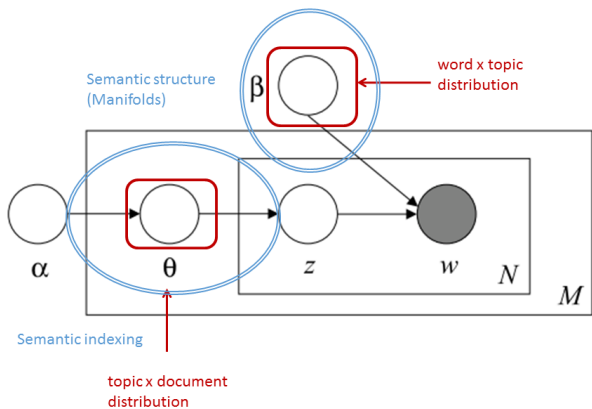 word x topic
distribution
Semantic structure
(Manifolds)
β
α
θ
z
w
N
M
Semantic indexing
topic x document
distribution